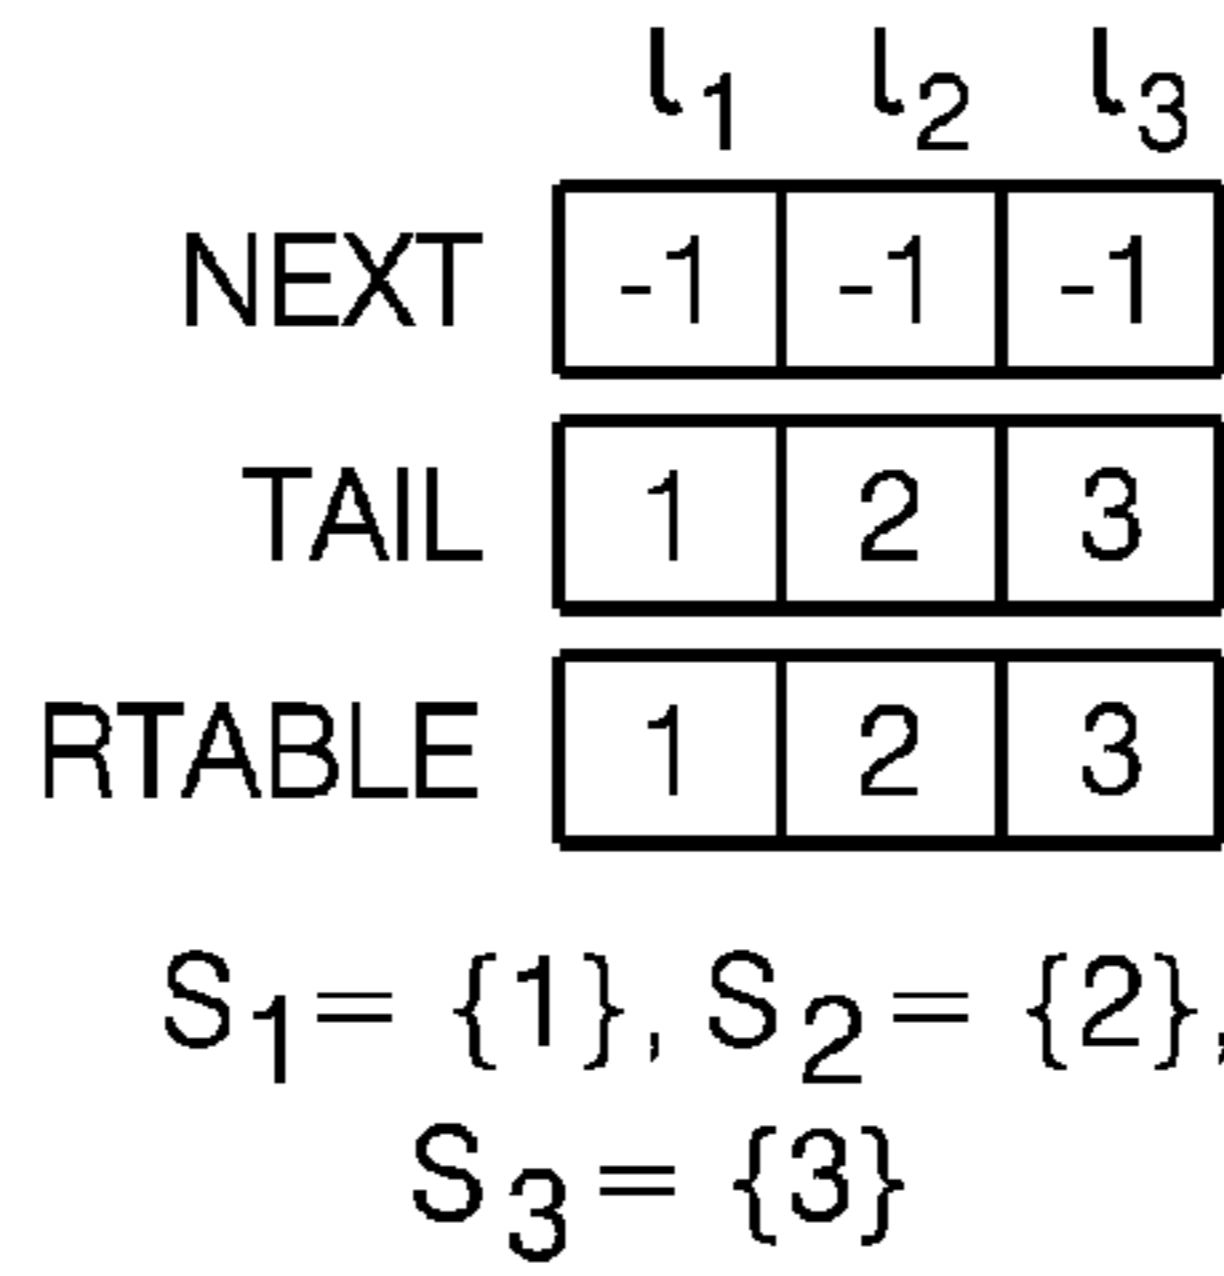 l1 l2 l3
NEXT -1 -1 -1
TAIL 1 2 3
RTABLE 1 2 3
S1= {1}, S2= {2},
S3= {3}